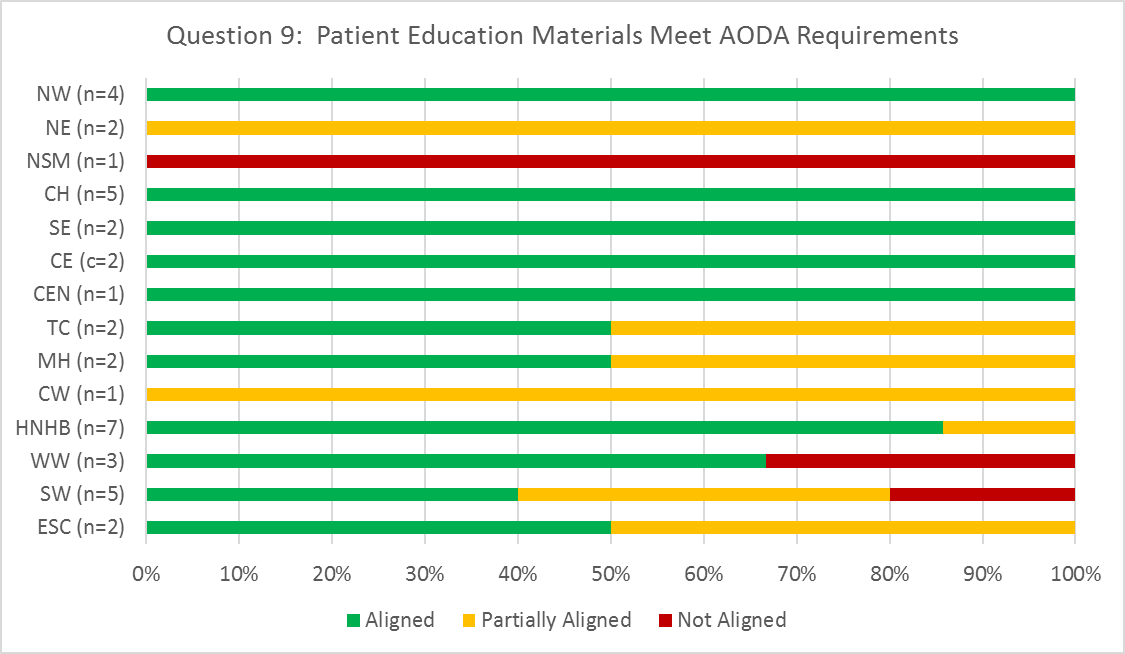 Question 9:  Patient Education Materials Meet AODA Requirements
NW (n=4)
NE (n=2)
NSM (n=1)
CH (n=5)
SE (n=2)
CE (c=2)
CEN (n=1)
TC (n=2)
MH (n=2)
CW (n=1)
HNHB (n=7)
WW (n=3)
SW (n=5)
ESC (n=2)
0% 10% 20% 30% 40% 50% 60% 70% 80% 90% 100%
Aligned Partially Aligned Not Aligned